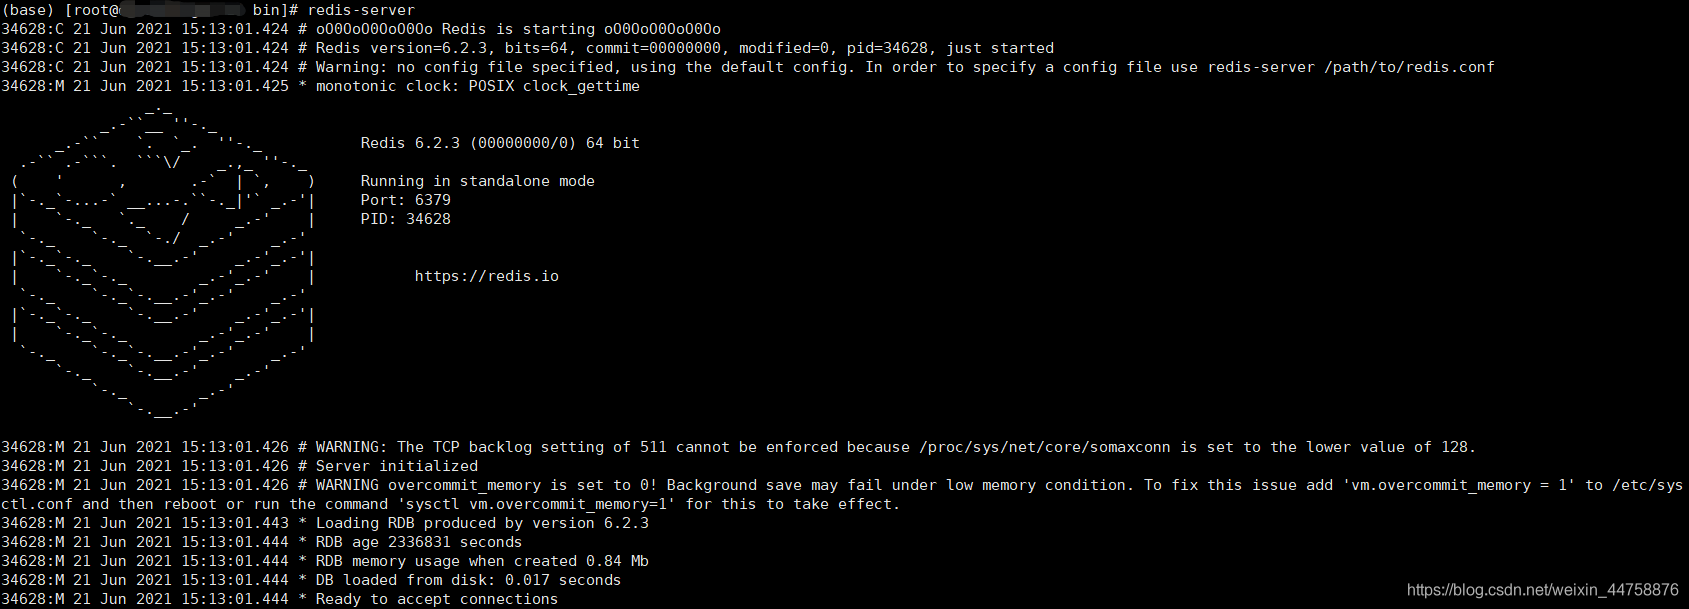 (base) [root@ bin]# redis-server
34628:C 21 Jun 2021 15:13:01.424 # oO0OoO0OoO0Oo Redis is starting oO0OoO0OoO0Oo
34628:C 21 Jun 2021 15:13:01.424 # Redis version=6.2.3, bits=64, commit=00000000, modified=0, pid=34628, just started
34628:C 21 Jun 2021 15:13:01.424 # Warning: no config file specified, using the default config. In order to specify a config file use redis-server /path/to/redis.conf
34628:M 21 Jun 2021 15:13:01.425 * monotonic clock: POSIX clock_gettime
Redis 6.2.3 (00000000/0) 64 bit
Running in standalone mode
Port: 6379
PID: 34628
https://redis.io
34628:M 21 Jun 2021 15:13:01.426 # WARNING: The TCP backlog setting of 511 cannot be enforced because /proc/sys/net/core/somaxconn is set to the lower value of 128.
34628:M 21 Jun 2021 15:13:01.426 # Server initialized
34628:M 21 Jun 2021 15:13:01.426 # WARNING overcommit_memory is set to 0! Background save may fail under low memory condition. To fix this issue add 'vm.overcommit_memory = 1' to /etc/sys
ctl.conf and then reboot or run the command 'sysctl vm.overcommit_memory=1' for this to take effect.
34628:M 21 Jun 2021 15:13:01.443 * Loading RDB produced by version 6.2.3
34628:M 21 Jun 2021 15:13:01.444 * RDB age 2336831 seconds
34628:M 21 Jun 2021 15:13:01.444 * RDB memory usage when created 0.84 Mb
34628:M 21 Jun 2021 15:13:01.444 * DB loaded from disk: 0.017 seconds
34628:M 21 Jun 2021 15:13:01.444 * Ready to accept connections
https://blog.csdn.net/weixin_44758876